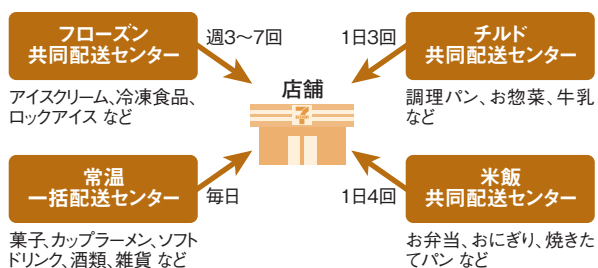 フローズン
共同配送センター
週3〜7回
アイスクリーム、冷凍食品、
ロックアイス など
1日3回
チルド
共同配送センター
調理パン、お惣菜、牛乳
など
店舗
7
常温
一括配送センター
毎日
菓子、カップラーメン、ソフト
ドリンク、酒類、雑貨 など
1日4回
米飯
共同配送センター
お弁当、おにぎり、焼きた
てパン など